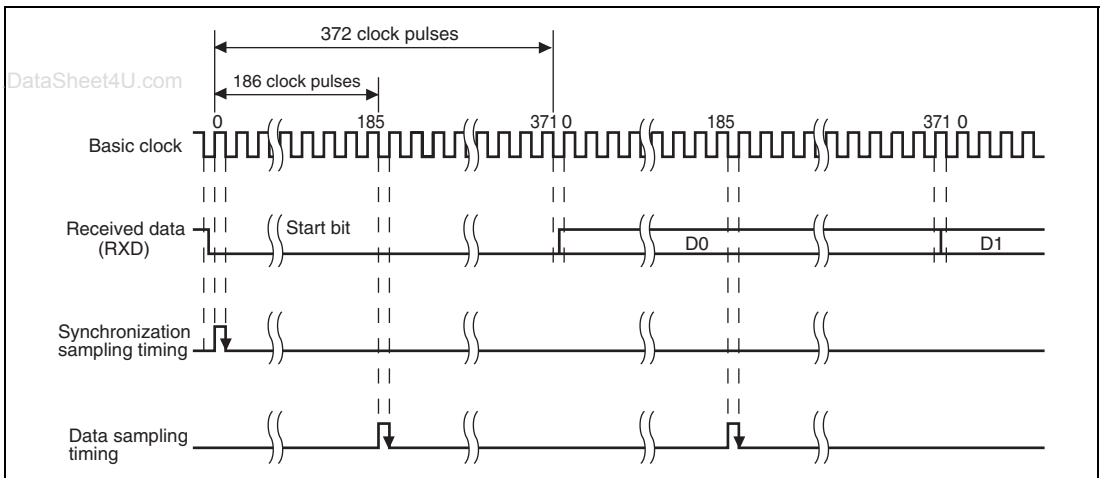 372 clock pulses
DataSheet4U.com
186 clock pulses
0 185 371 0 185 371 0
Basic clock
Received data
(RXD)
Start bit
D0 D1
Synchronization
sampling timing
Data sampling
timing